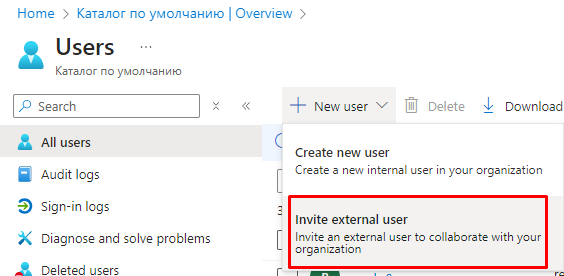 Home > Каталог по умолчанию | Overview >
Users
...
Каталог по умолчанию
Search
New user
Delete
Download
All users
Audit logs
Sign-in logs
Diagnose and solve problems
Deleted users
Create new user
Create a new internal user in your organization
Invite external user
Invite an external user to collaborate with your
organization